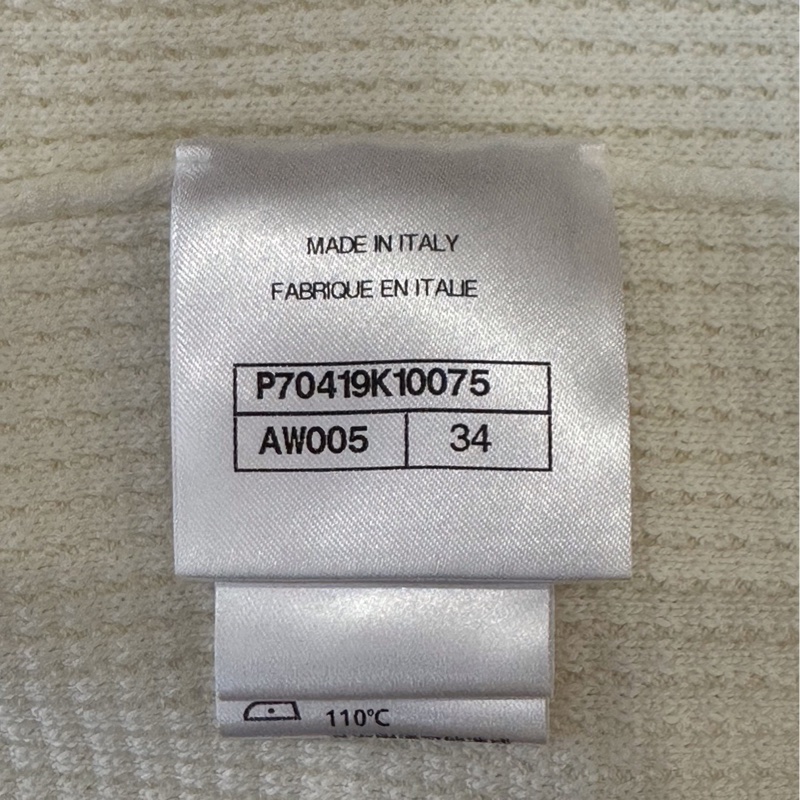 MADE IN ITALY
FABRIQUE EN ITALIE
P70419K10075
AW005 34
110°C